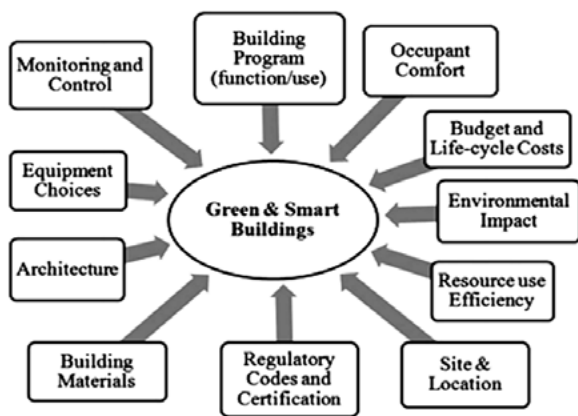 Building
Program
(function/use)
Occupant
Comfort
Monitoring and
Control
Budget and
Life-cycle Costs
Equipment
Choices
Environmental
Impact
Green & Smart
Buildings
Architecture
Resource use
Efficiency
Building
Materials
Regulatory
Codes and
Certification
Site &
Location